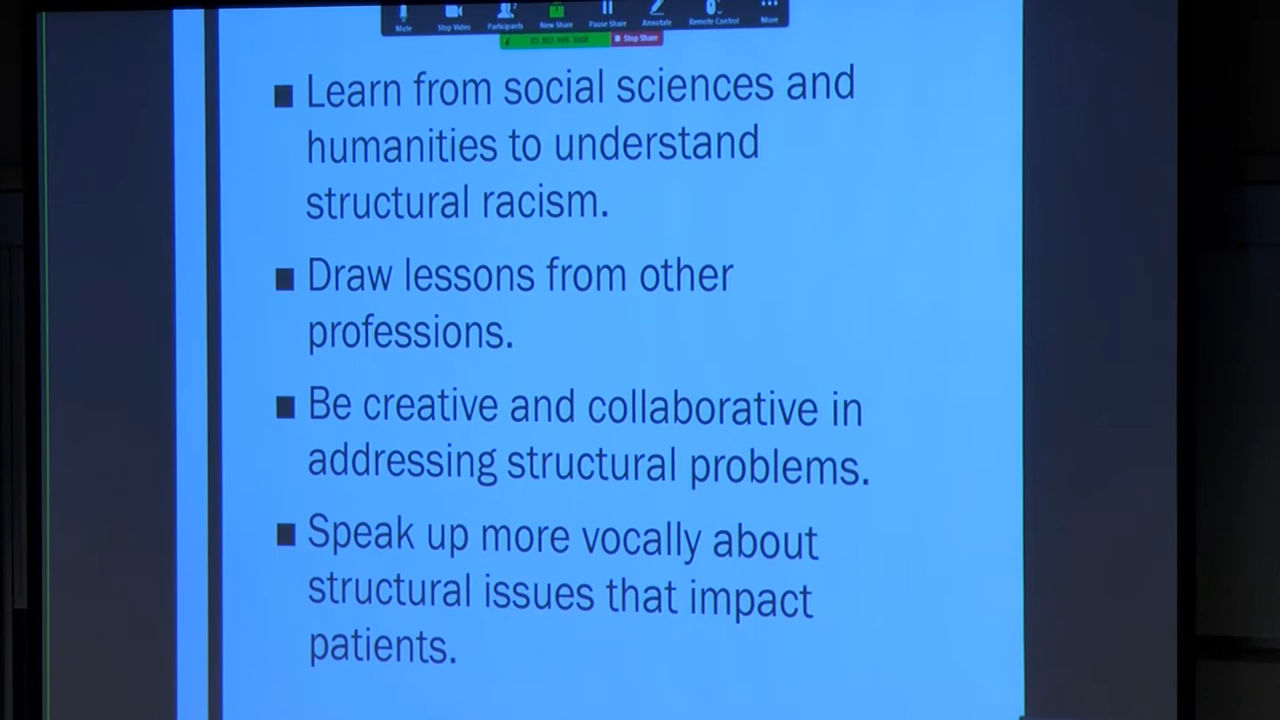 Mute Stop Video Participants 2 New Share Pause Share Annotate Remote Control More
Stop Share
■ Learn from social sciences and
humanities to understand
structural racism.
■ Draw lessons from other
professions.
■ Be creative and collaborative in
addressing structural problems.
■ Speak up more vocally about
structural issues that impact
patients.